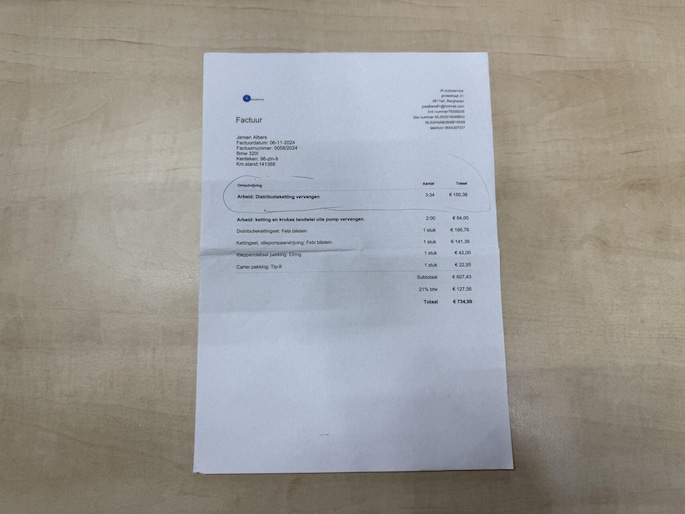 Factuur
Jeroen Albers
Factuurdatum: 06-11-2024
Factuurnummer: 0058/2024
Bmw 320I
Kenteken: 96-ztn-9
Km.stand:141368
Omschrijving Aantal Totaal
Arbeid: Distributieketting vervangen 3:34 € 150,36
Arbeid: ketting en krukas tandwiel olie pomp vervangen. 2:00 € 84,00
Distributiekettingset: Febi bilstein 1 stuk € 166,75
Kettingset, oliepompaandrijving: Febi bilstein 1 stuk € 141,36
Kleppendeksel pakking: Elring 1 stuk € 42,00
Carter pakking: Tip-8 1 stuk € 22,95
Subtotaal € 607,43
21% btw € 127,56
Totaal € 734,99